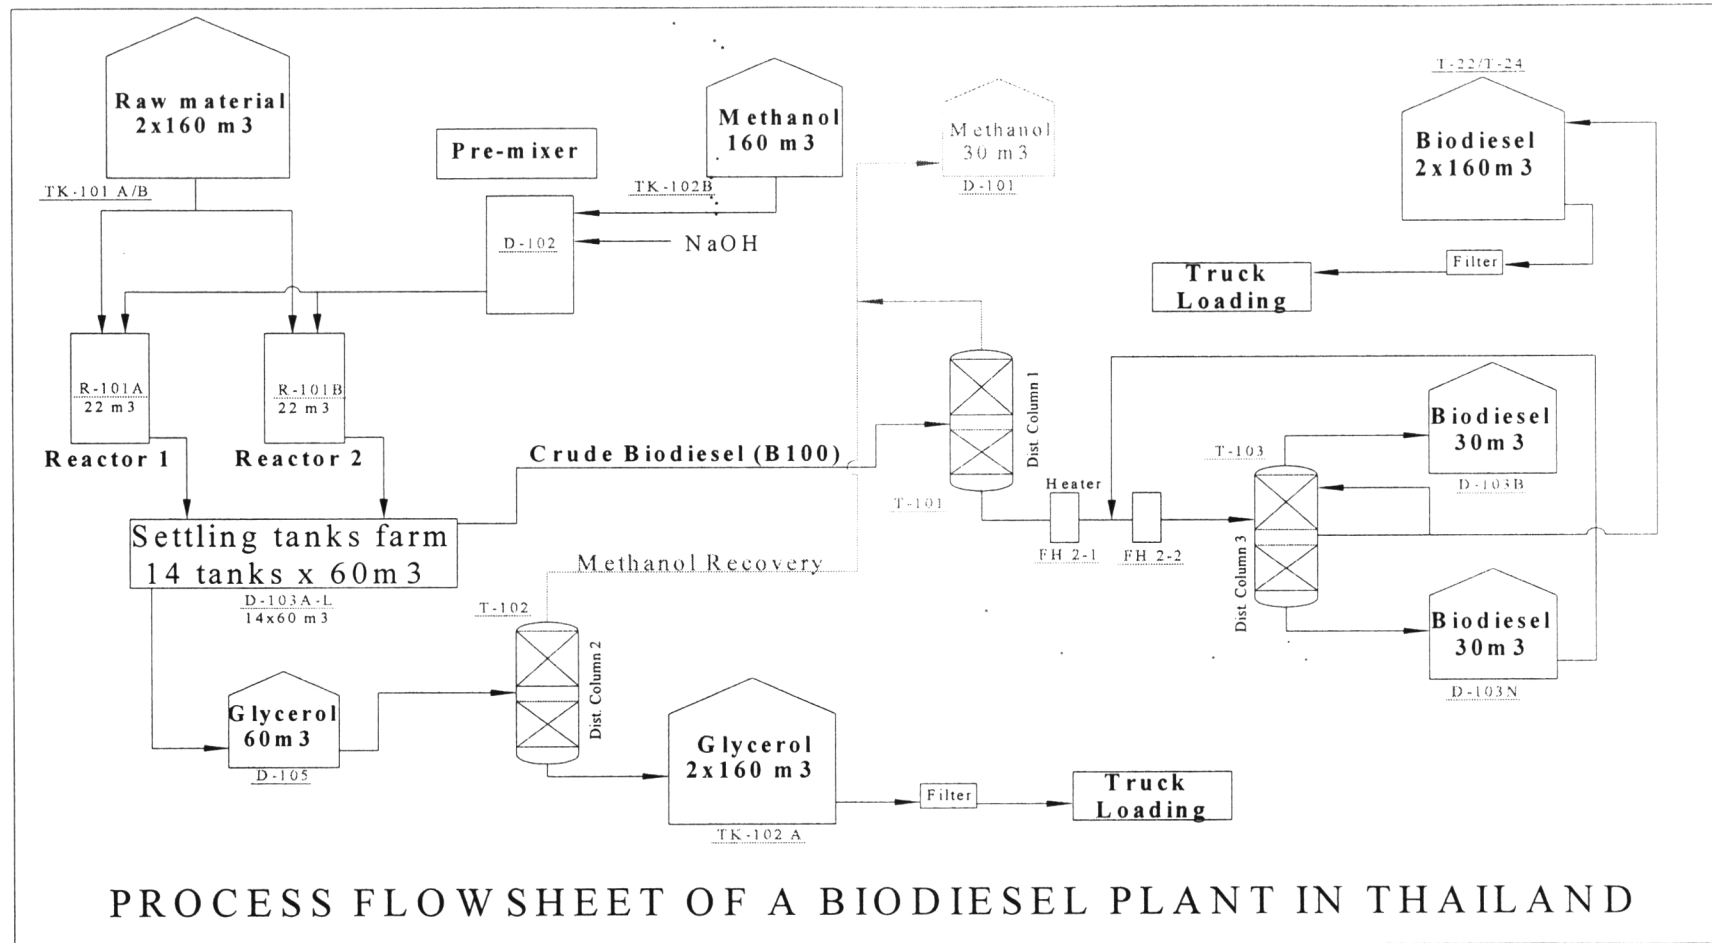 T-22/T-24
Raw material
2x160 m3
TK-101 A/B
Pre-mixer
Methanol
160 m3
TK-102B
Methanol
30 m3
D-101
Biodiesel
2x160m3
D-102
NaOH
Filter
Truck
Loading
R-101A
22 m3
Reactor 1
R-101B
22 m3
Reactor 2
Crude Biodiesel (B100)
Dist. Column 1
T-101
Heater
FH 2-1
FH 2-2
T-103
Dist. Column 3
Biodiesel
30m3
D-103B
Biodiesel
30m3
D-103N
Settling tanks farm
14 tanks x 60m3
D-103A-L
14x60 m3
Methanol Recovery
T-102
Dist. Column 2
Glycerol
60m3
D-105
Glycerol
2x160 m3
TK-102 A
Filter
Truck
Loading
PROCESS FLOWSHEET OF A BIODIESEL PLANT IN THAILAND